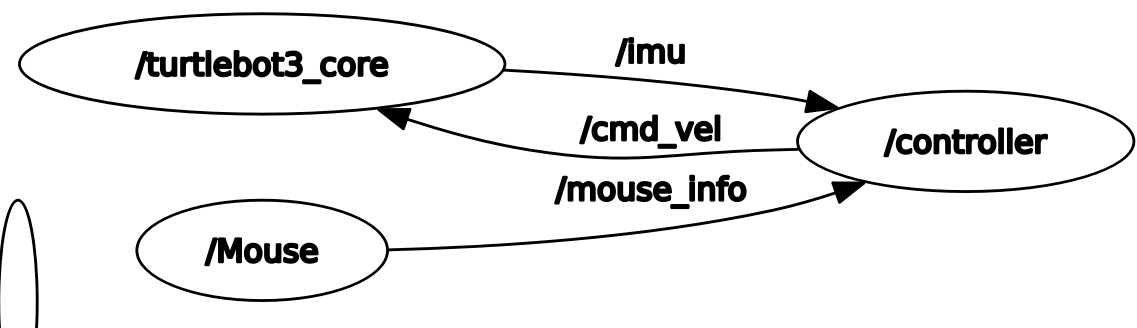 /turtlebot3_core
/imu
/cmd_vel
/controller
/mouse_info
/Mouse